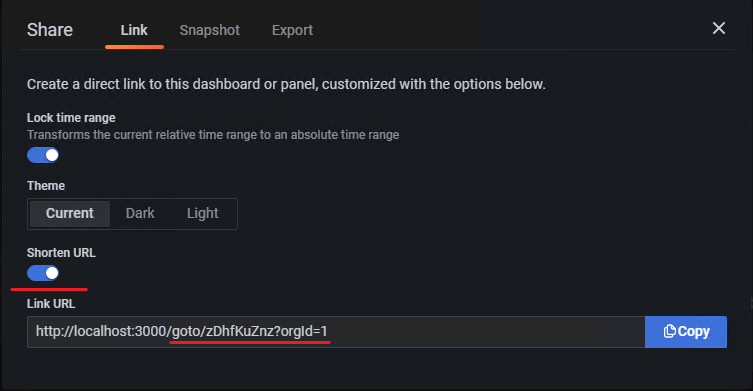 Share Link Snapshot Export
Create a direct link to this dashboard or panel, customized with the options below.
Lock time range
Transforms the current relative time range to an absolute time range
Theme
Current Dark Light
Shorten URL
Link URL
http://localhost:3000/goto/zDhfKuZnz?orgId=1 Copy